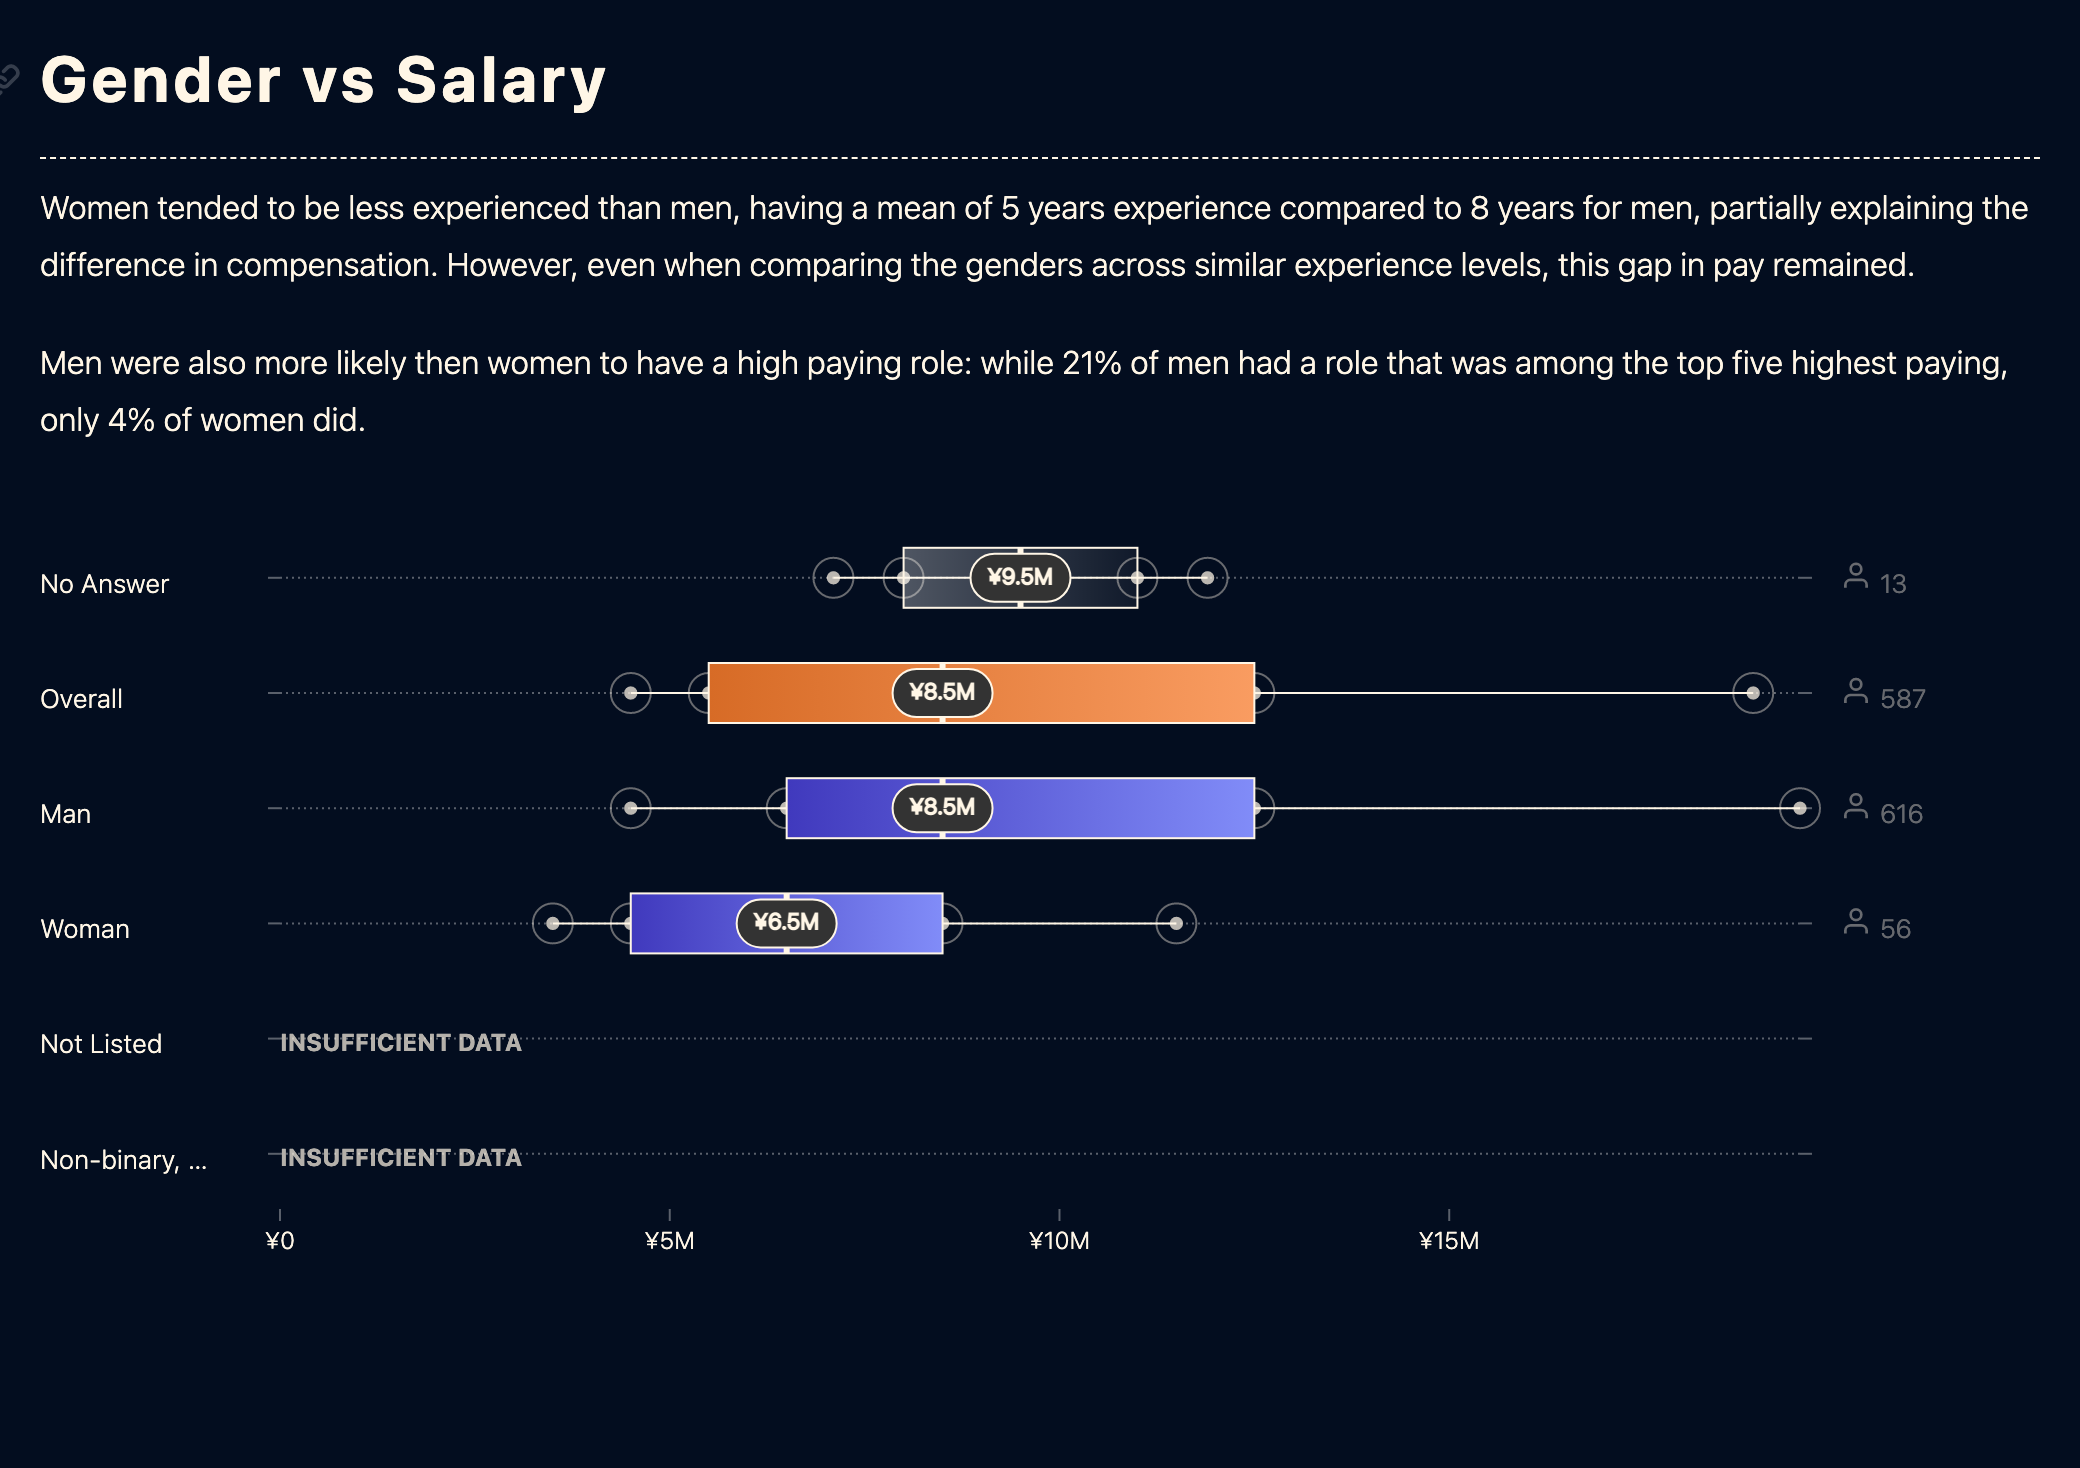 Gender vs Salary
Women tended to be less experienced than men, having a mean of 5 years experience compared to 8 years for men, partially explaining the
difference in compensation. However, even when comparing the genders across similar experience levels, this gap in pay remained.
Men were also more likely then women to have a high paying role: while 21% of men had a role that was among the top five highest paying,
only 4% of women did.
No Answer ¥9.5M 13
Overall ¥8.5M 587
Man ¥8.5M 616
Woman ¥6.5M 56
Not Listed INSUFFICIENT DATA
Non-binary, ... INSUFFICIENT DATA
¥0 ¥5M ¥10M ¥15M